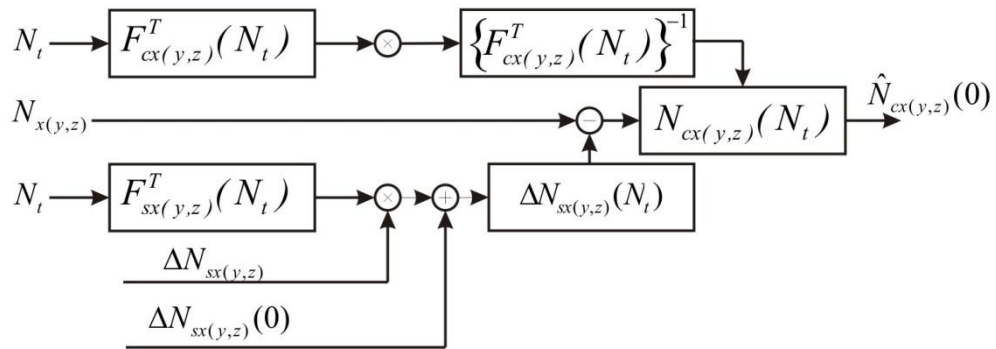 N_t F^T_{cx(y,z)}(N_t) × {F^T_{cx(y,z)}(N_t)}^{-1}
N_{x(y,z)} − N_{cx(y,z)}(N_t) N̂_{cx(y,z)}(0)
N_t F^T_{sx(y,z)}(N_t) × + ΔN_{sx(y,z)}(N_t)
ΔN_{sx(y,z)}
ΔN_{sx(y,z)}(0)